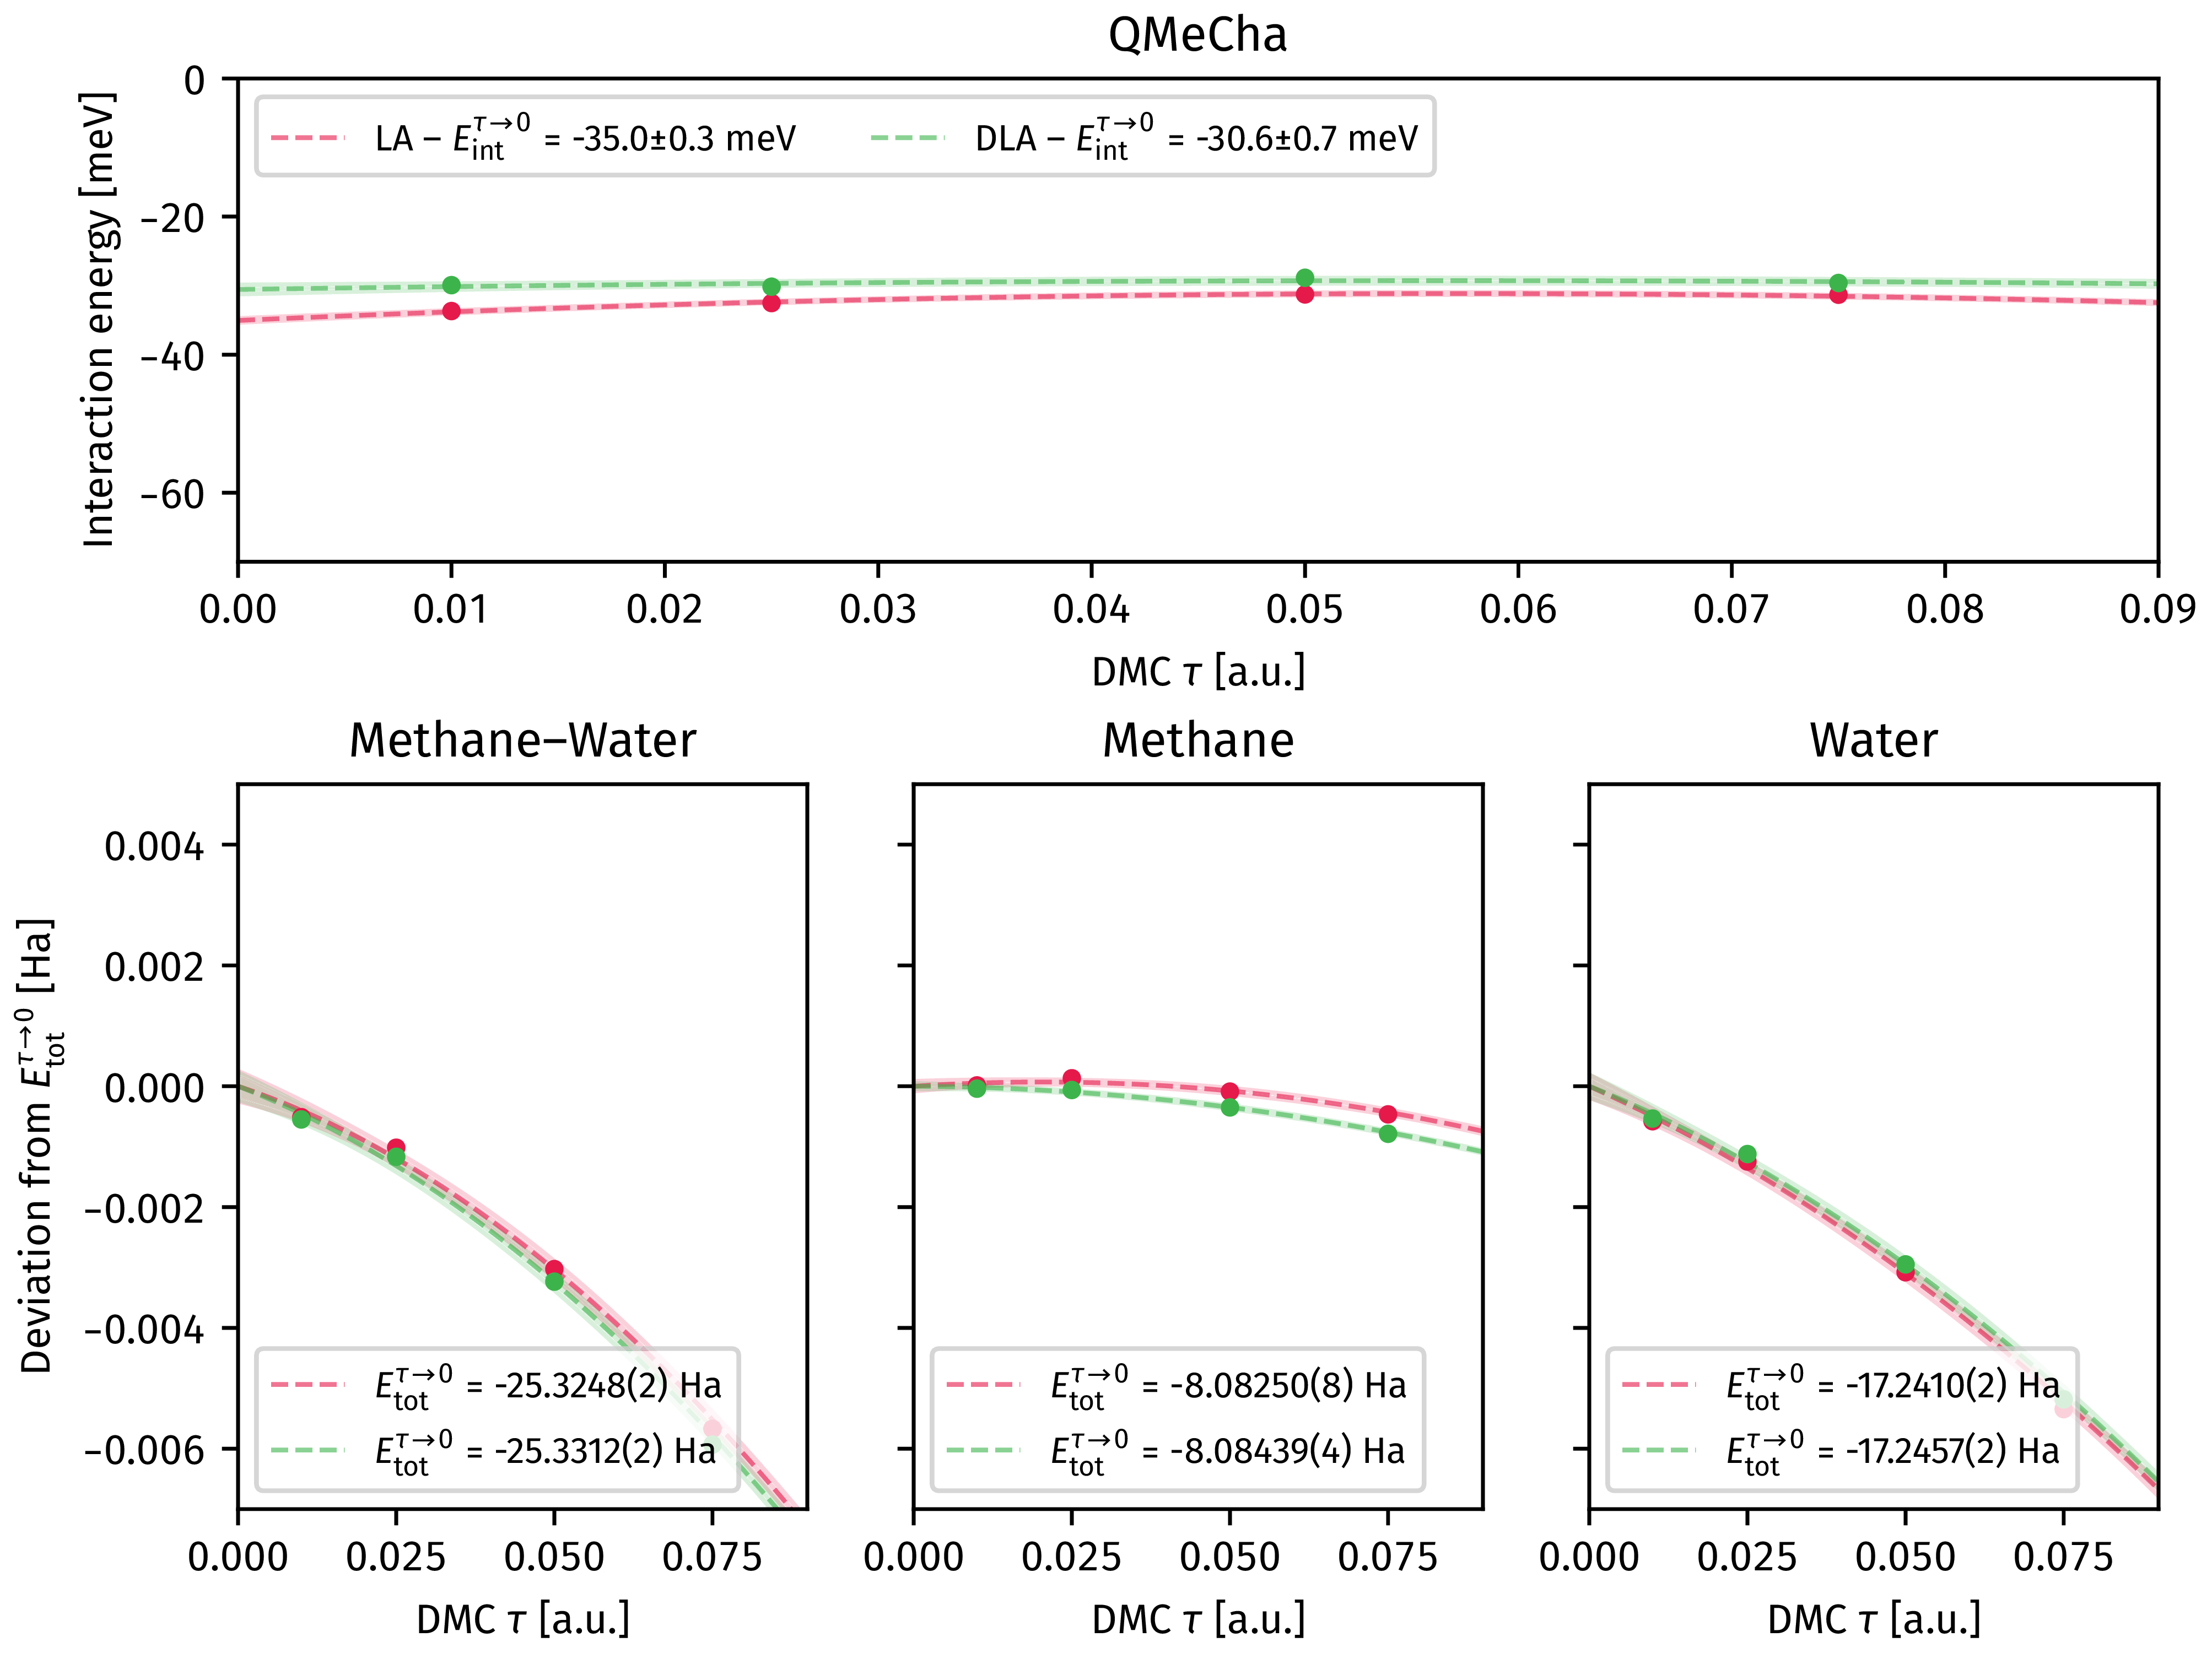 QMeCha
Interaction energy [meV]
0
−20
−40
−60
LA – E_int^{τ→0} = -35.0±0.3 meV
DLA – E_int^{τ→0} = -30.6±0.7 meV
0.00 0.01 0.02 0.03 0.04 0.05 0.06 0.07 0.08 0.09
DMC τ [a.u.]
Methane–Water
Methane
Water
Deviation from E_tot^{τ→0} [Ha]
0.004
0.002
0.000
−0.002
−0.004
−0.006
E_tot^{τ→0} = -25.3248(2) Ha
E_tot^{τ→0} = -25.3312(2) Ha
E_tot^{τ→0} = -8.08250(8) Ha
E_tot^{τ→0} = -8.08439(4) Ha
E_tot^{τ→0} = -17.2410(2) Ha
E_tot^{τ→0} = -17.2457(2) Ha
0.000 0.025 0.050 0.075
0.000 0.025 0.050 0.075
0.000 0.025 0.050 0.075
DMC τ [a.u.]
DMC τ [a.u.]
DMC τ [a.u.]